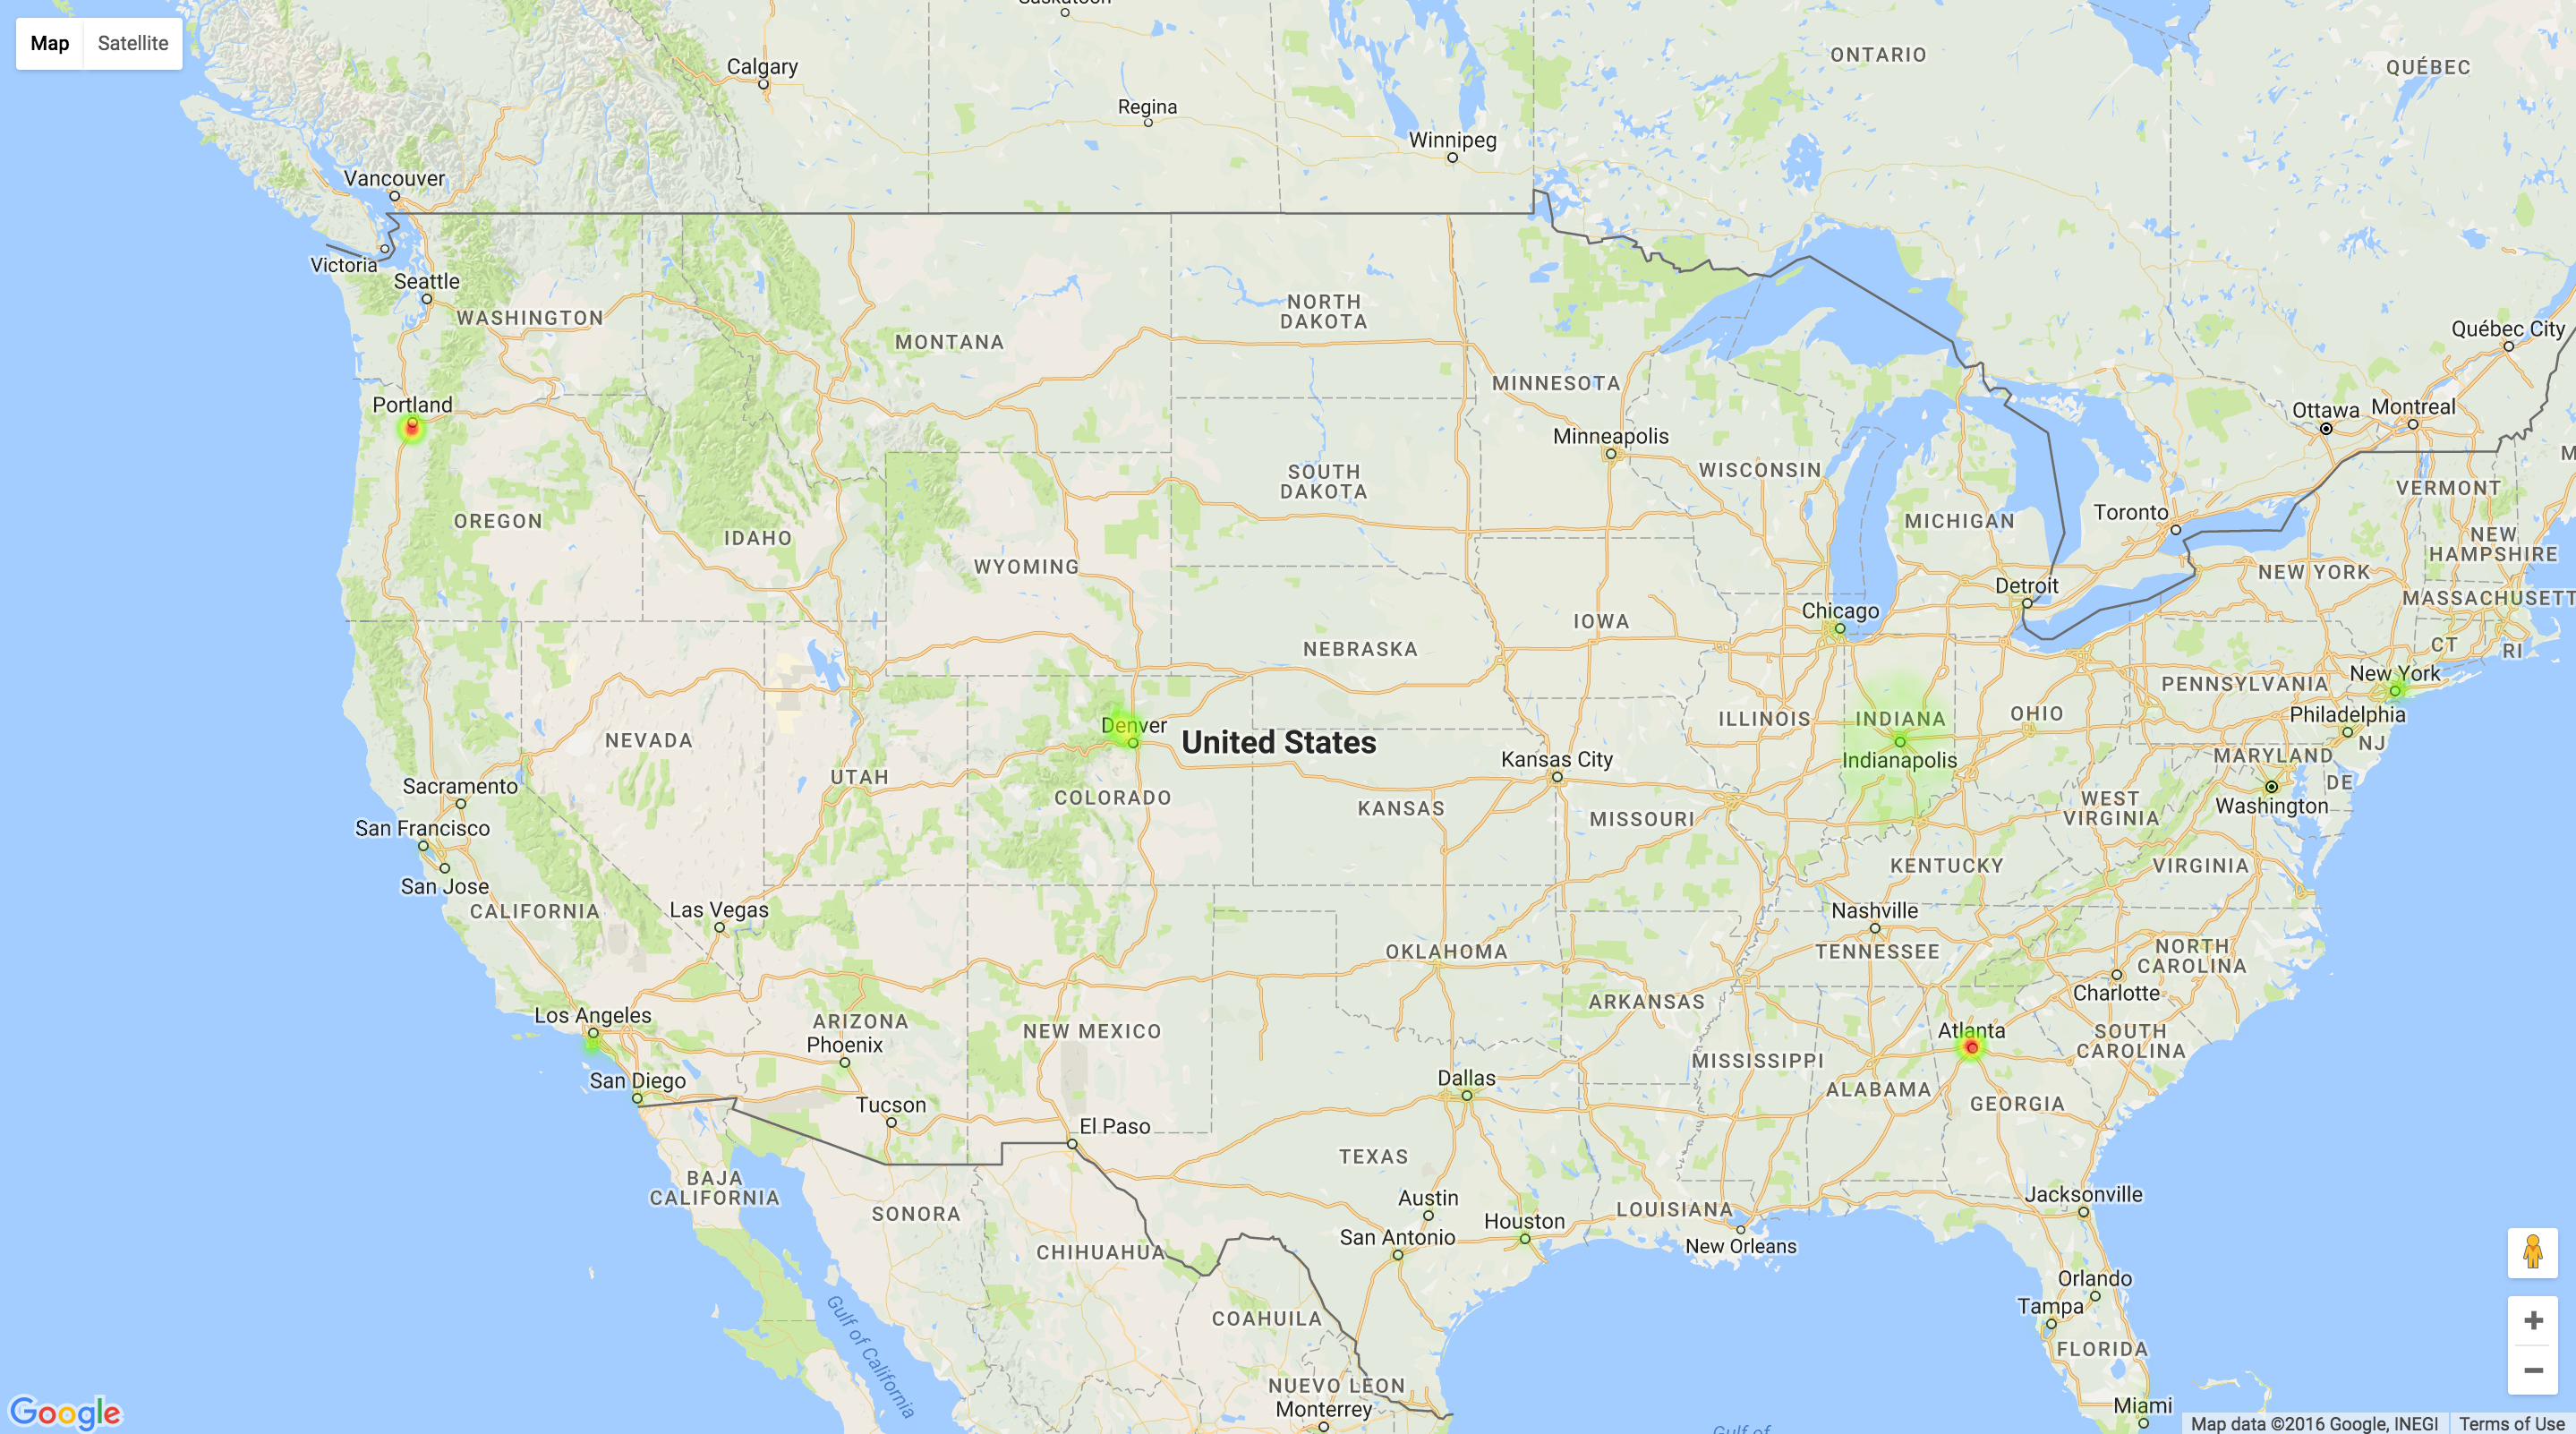 Saskatoon
Map
Satellite
ONTARIO
QUÉBEC
Calgary
Regina
Winnipeg
Vancouver
Victoria
Seattle
WASHINGTON
NORTH
DAKOTA
MONTANA
Québec City
MINNESOTA
Portland
Ottawa
Montreal
Minneapolis
WISCONSIN
SOUTH
DAKOTA
VERMONT
OREGON
IDAHO
MICHIGAN
Toronto
NEW
HAMPSHIRE
WYOMING
NEW YORK
Detroit
MASSACHUSETT
Chicago
IOWA
NEBRASKA
CT
RI
New York
PENNSYLVANIA
Denver
United States
ILLINOIS
INDIANA
OHIO
Philadelphia
NJ
NEVADA
Indianapolis
MARYLAND
Kansas City
UTAH
DE
Sacramento
COLORADO
KANSAS
MISSOURI
WEST
VIRGINIA
Washington
San Francisco
KENTUCKY
VIRGINIA
San Jose
CALIFORNIA
Las Vegas
Nashville
TENNESSEE
OKLAHOMA
NORTH
CAROLINA
Charlotte
ARKANSAS
Los Angeles
ARIZONA
Phoenix
NEW MEXICO
Atlanta
SOUTH
CAROLINA
MISSISSIPPI
San Diego
Dallas
ALABAMA
GEORGIA
Tucson
El Paso
TEXAS
BAJA
CALIFORNIA
Austin
Jacksonville
SONORA
Houston
LOUISIANA
San Antonio
New Orleans
CHIHUAHUA
Orlando
Tampa
COAHUILA
Gulf of California
FLORIDA
NUEVO LEON
Monterrey
Miami
Google
Gulf of
Map data ©2016 Google, INEGI
Terms of Use